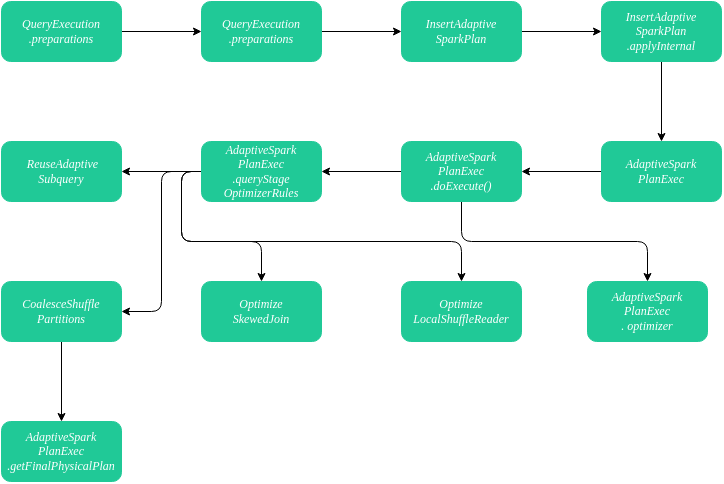 QueryExecution
.preparations
QueryExecution
.preparations
InsertAdaptive
SparkPlan
InsertAdaptive
SparkPlan
.applyInternal
ReuseAdaptive
Subquery
AdaptiveSpark
PlanExec
.queryStage
OptimizerRules
AdaptiveSpark
PlanExec
.doExecute()
AdaptiveSpark
PlanExec
CoalesceShuffle
Partitions
Optimize
SkewedJoin
Optimize
LocalShuffleReader
AdaptiveSpark
PlanExec
. optimizer
AdaptiveSpark
PlanExec
.getFinalPhysicalPlan